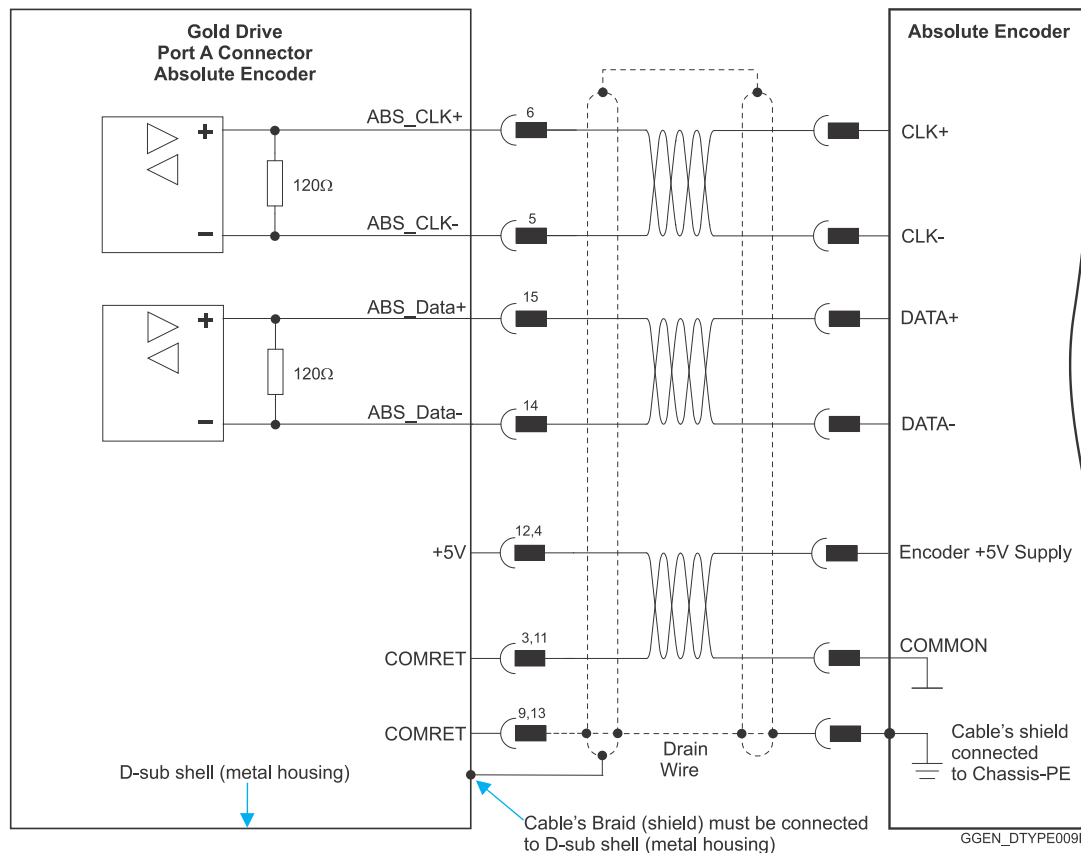 Gold Drive
Port A Connector
Absolute Encoder
Absolute Encoder
ABS_CLK+
6
CLK+
+
120Ω
-
ABS_CLK-
5
CLK-
ABS_Data+
15
DATA+
+
120Ω
-
ABS_Data-
14
DATA-
+5V
12,4
Encoder +5V Supply
COMRET
3,11
COMMON
COMRET
9,13
Drain
Wire
Cable's shield
connected
to Chassis-PE
D-sub shell (metal housing)
Cable's Braid (shield) must be connected
to D-sub shell (metal housing)